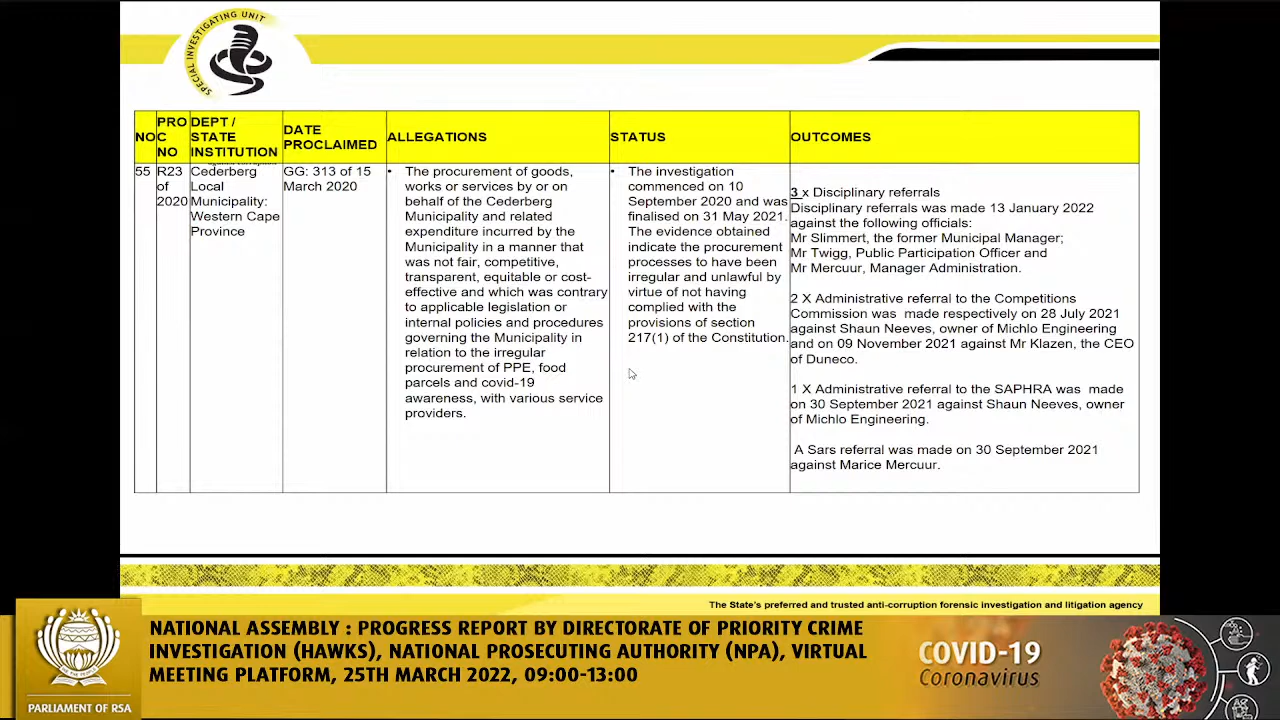 SPECIAL INVESTIGATING UNIT
NO
PRO
C
NO
DEPT /
STATE
INSTITUTION
DATE
PROCLAIMED
ALLEGATIONS
STATUS
OUTCOMES
55
R23
of
2020
Cederberg
Local
Municipality:
Western Cape
Province
GG: 313 of 15
March 2020
• The procurement of goods,
works or services by or on
behalf of the Cederberg
Municipality and related
expenditure incurred by the
Municipality in a manner that
was not fair, competitive,
transparent, equitable or cost-
effective and which was contrary
to applicable legislation or
internal policies and procedures
governing the Municipality in
relation to the irregular
procurement of PPE, food
parcels and covid-19
awareness, with various service
providers.
• The investigation
commenced on 10
September 2020 and was
finalised on 31 May 2021.
The evidence obtained
indicate the procurement
processes to have been
irregular and unlawful by
virtue of not having
complied with the
provisions of section
217(1) of the Constitution.
3 x Disciplinary referrals
Disciplinary referrals was made 13 January 2022
against the following officials:
Mr Slimmert, the former Municipal Manager;
Mr Twigg, Public Participation Officer and
Mr Mercuur, Manager Administration.
2 X Administrative referral to the Competitions
Commission was made respectively on 28 July 2021
against Shaun Neeves, owner of Michlo Engineering
and on 09 November 2021 against Mr Klazen, the CEO
of Duneco.
1 X Administrative referral to the SAPHRA was made
on 30 September 2021 against Shaun Neeves, owner
of Michlo Engineering.
A Sars referral was made on 30 September 2021
against Marice Mercuur.
The State's preferred and trusted anti-corruption forensic investigation and litigation agency
NATIONAL ASSEMBLY : PROGRESS REPORT BY DIRECTORATE OF PRIORITY CRIME
INVESTIGATION (HAWKS), NATIONAL PROSECUTING AUTHORITY (NPA), VIRTUAL
MEETING PLATFORM, 25TH MARCH 2022, 09:00-13:00
PARLIAMENT OF RSA
COVID-19
Coronavirus